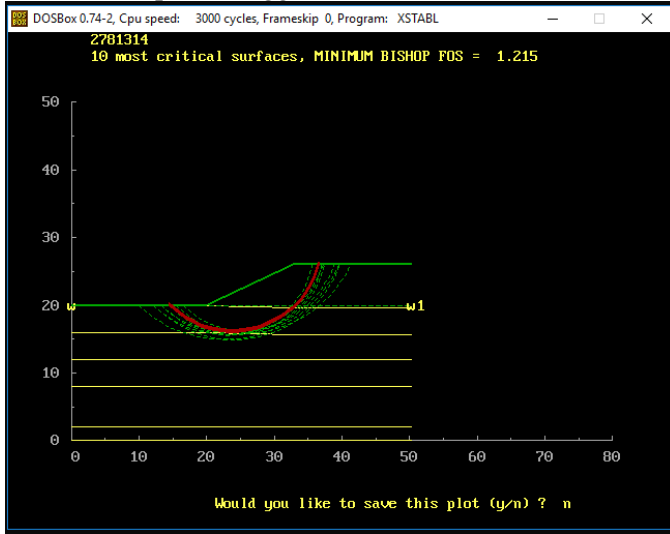 DOS BOX DOSBox 0.74-2, Cpu speed: 3000 cycles, Frameskip 0, Program: XSTABL
2781314
10 most critical surfaces, MINIMUM BISHOP FOS = 1.215
50
40
30
20
w w1
10
0
0 10 20 30 40 50 60 70 80
Would you like to save this plot (y/n) ? n